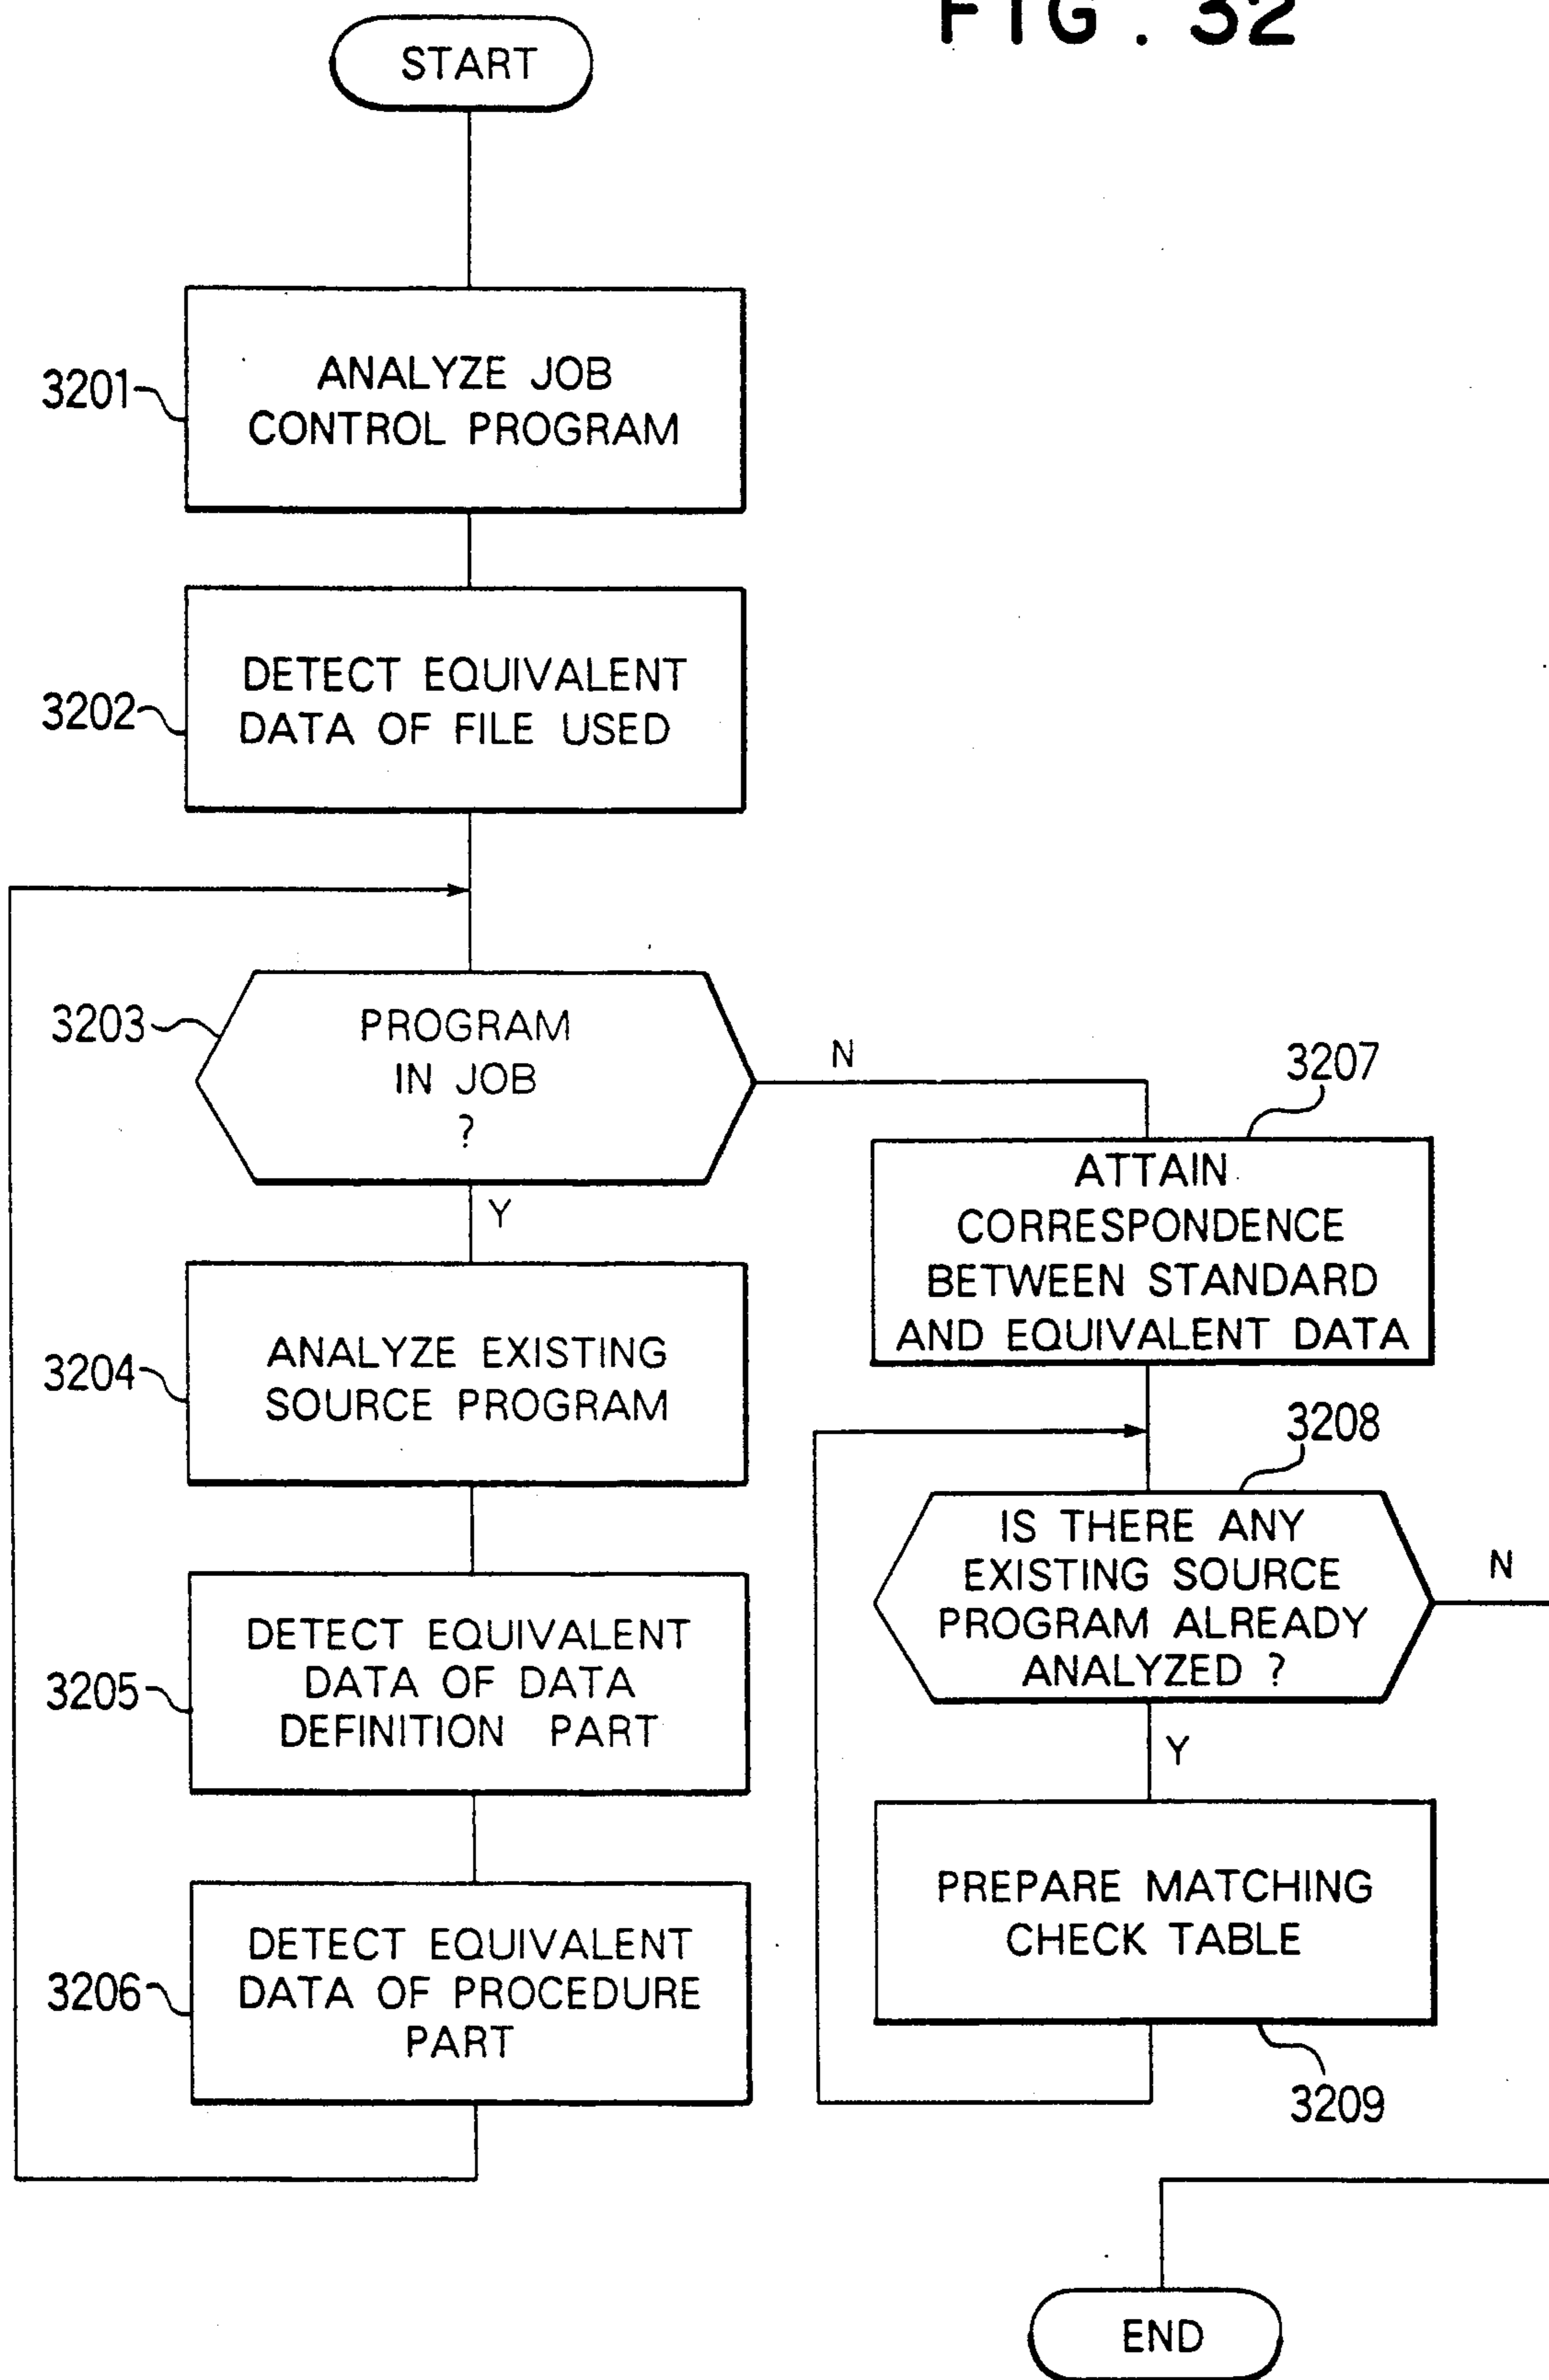 FIG. 32
START
3201
ANALYZE JOB
CONTROL PROGRAM
3202
DETECT EQUIVALENT
DATA OF FILE USED
3203
PROGRAM
IN JOB
?
N
Y
3204
ANALYZE EXISTING
SOURCE PROGRAM
3205
DETECT EQUIVALENT
DATA OF DATA
DEFINITION PART
3206
DETECT EQUIVALENT
DATA OF PROCEDURE
PART
3207
ATTAIN
CORRESPONDENCE
BETWEEN STANDARD
AND EQUIVALENT DATA
3208
IS THERE ANY
EXISTING SOURCE
PROGRAM ALREADY
ANALYZED ?
N
Y
PREPARE MATCHING
CHECK TABLE
3209
END